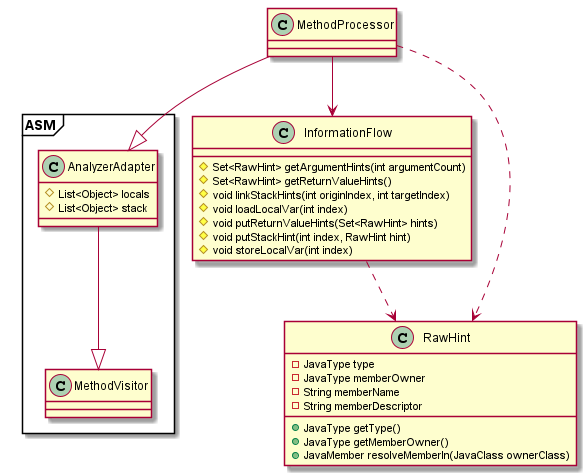 C MethodProcessor
ASM
C AnalyzerAdapter
List<Object> locals
List<Object> stack
C InformationFlow
Set<RawHint> getArgumentHints(int argumentCount)
Set<RawHint> getReturnValueHints()
void linkStackHints(int originIndex, int targetIndex)
void loadLocalVar(int index)
void putReturnValueHints(Set<RawHint> hints)
void putStackHint(int index, RawHint hint)
void storeLocalVar(int index)
C MethodVisitor
C RawHint
JavaType type
JavaType memberOwner
String memberName
String memberDescriptor
JavaType getType()
JavaType getMemberOwner()
JavaMember resolveMemberIn(JavaClass ownerClass)